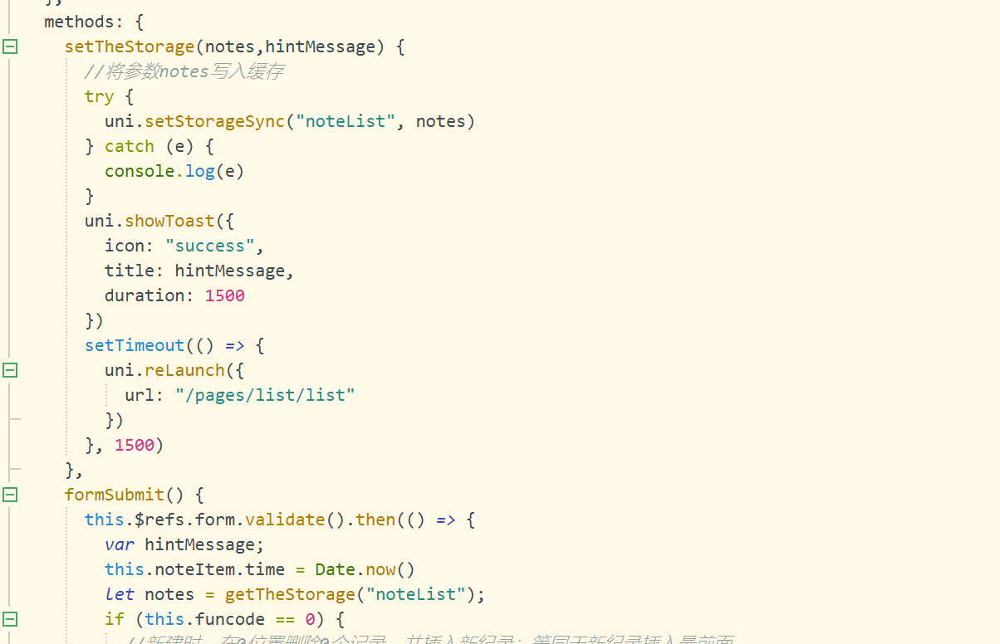 },
methods: {
setTheStorage(notes,hintMessage) {
//将参数notes写入缓存
try {
uni.setStorageSync("noteList", notes)
} catch (e) {
console.log(e)
}
uni.showToast({
icon: "success",
title: hintMessage,
duration: 1500
})
setTimeout(() => {
uni.reLaunch({
url: "/pages/list/list"
})
}, 1500)
},
formSubmit() {
this.$refs.form.validate().then(() => {
var hintMessage;
this.noteItem.time = Date.now()
let notes = getTheStorage("noteList");
if (this.funcode == 0) {
//新建时，在0位置删除0个记录，并插入新纪录；等同于新纪录插入最前面